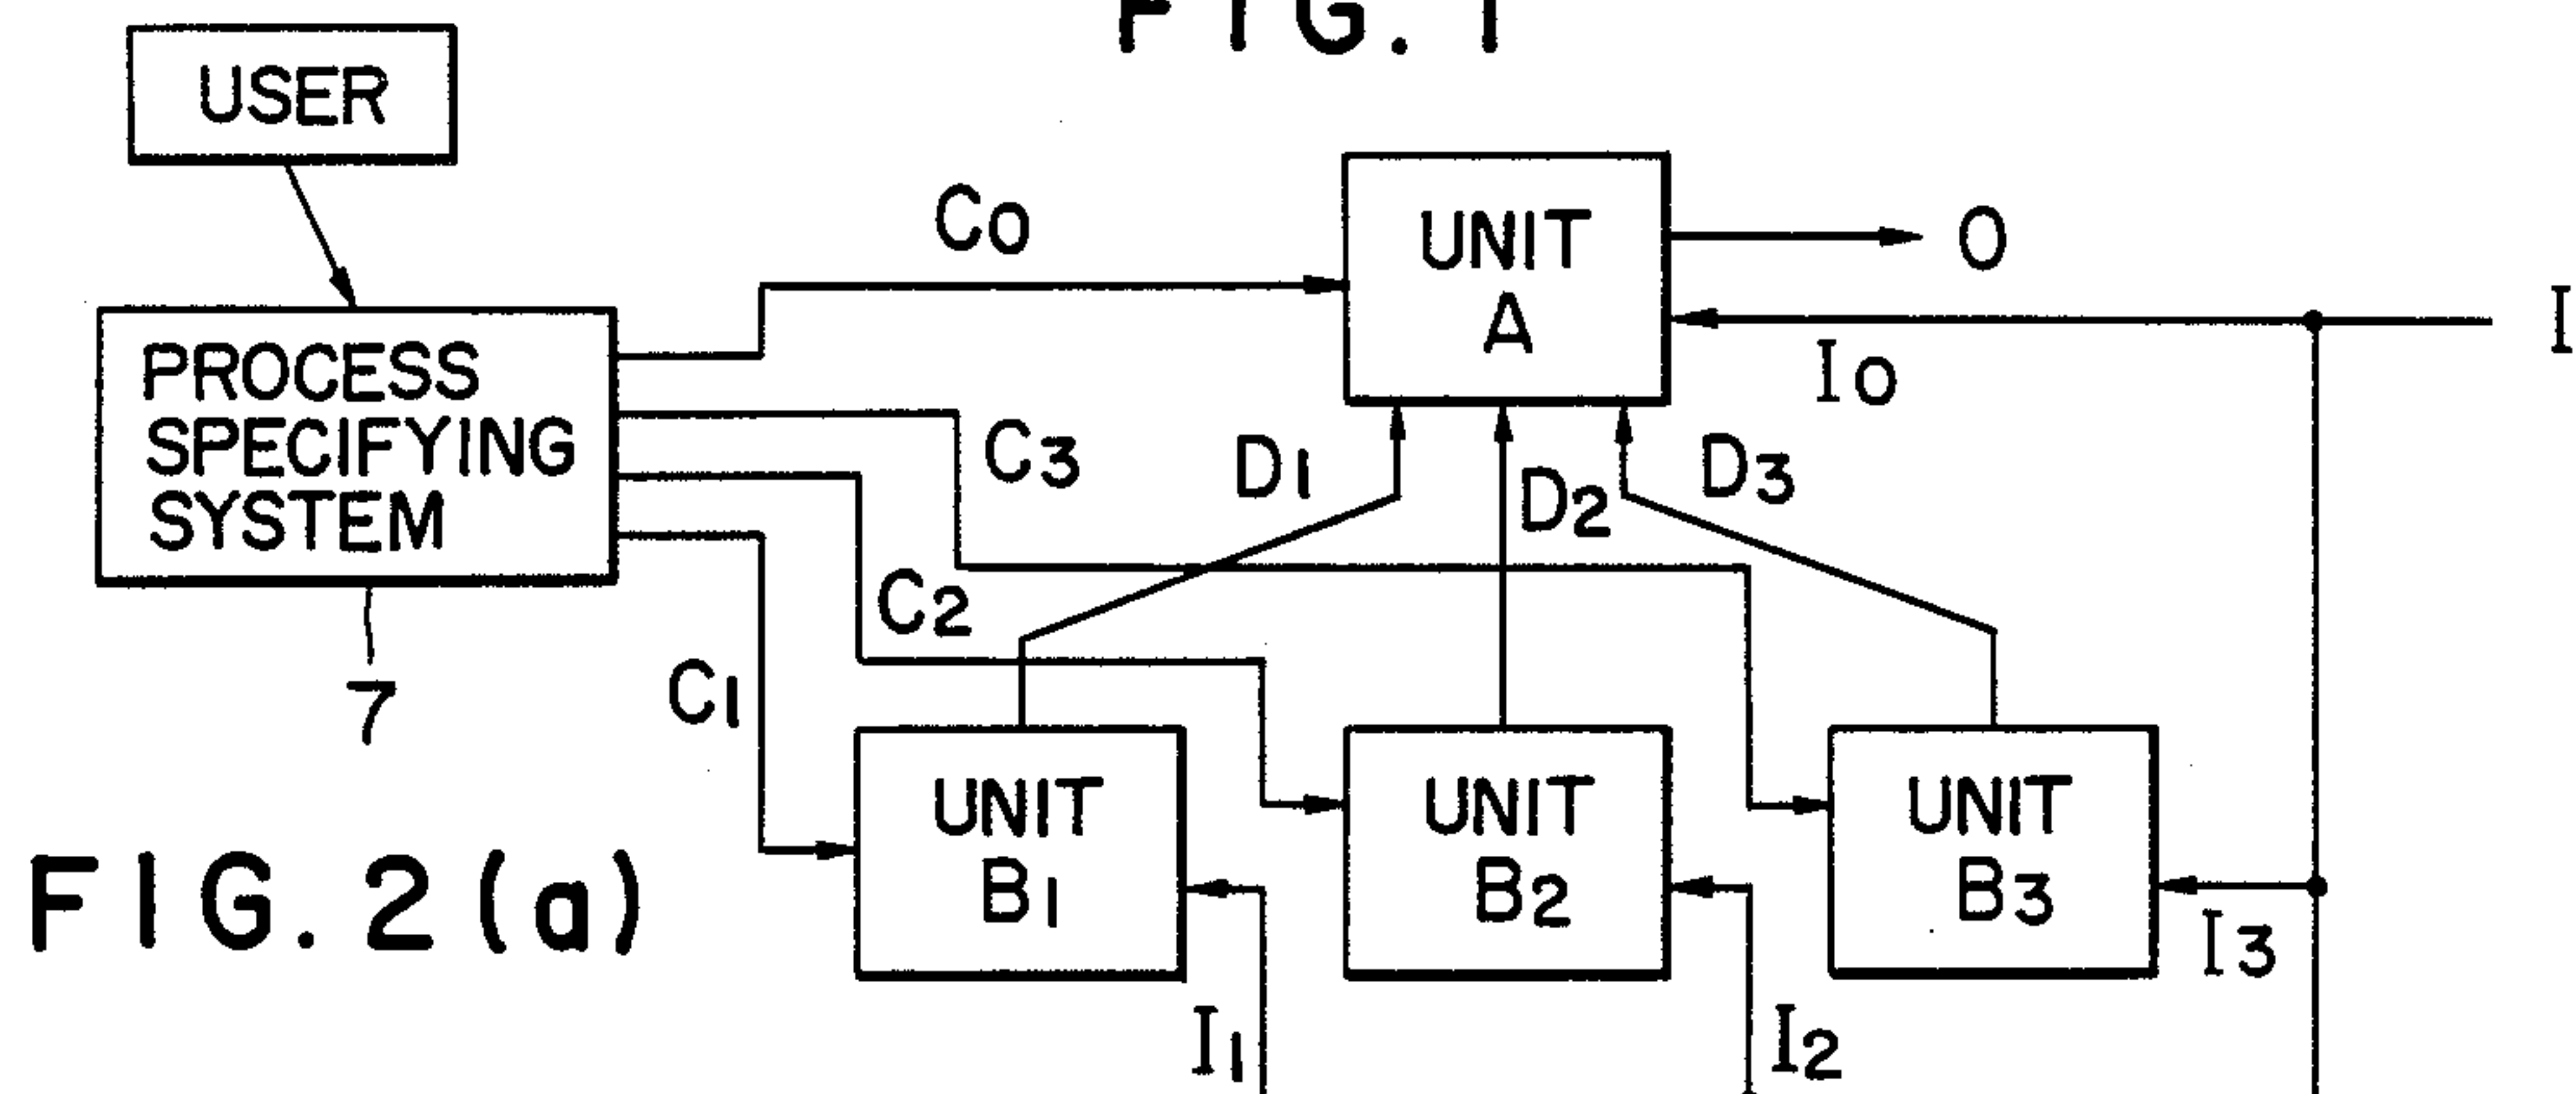 FIG. 1
USER
UNIT
A
C0
O
I
I0
PROCESS
SPECIFYING
SYSTEM
C3
D1
D2
D3
C2
C1
7
UNIT
B1
UNIT
B2
UNIT
B3
FIG. 2(a)
I3
I1
I2